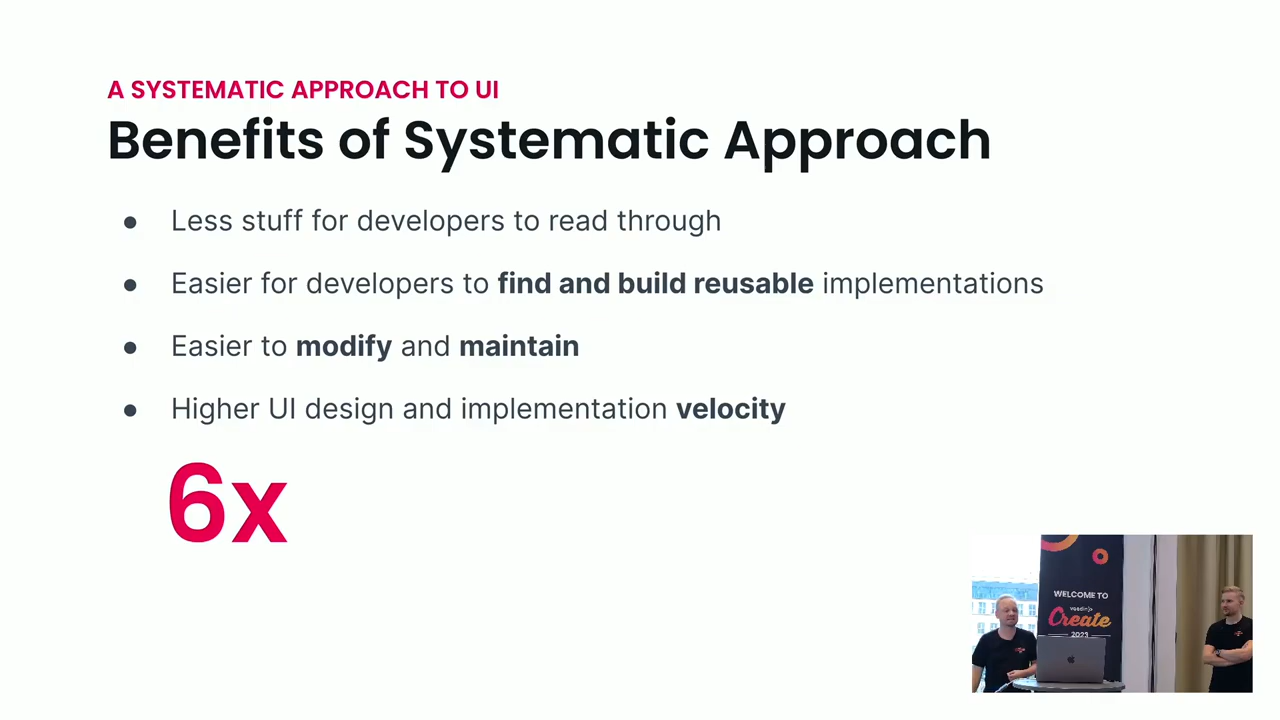 A SYSTEMATIC APPROACH TO UI
Benefits of Systematic Approach
● Less stuff for developers to read through
● Easier for developers to find and build reusable implementations
● Easier to modify and maintain
● Higher UI design and implementation velocity
6x
WELCOME TO
vaadin}>
Create
2023